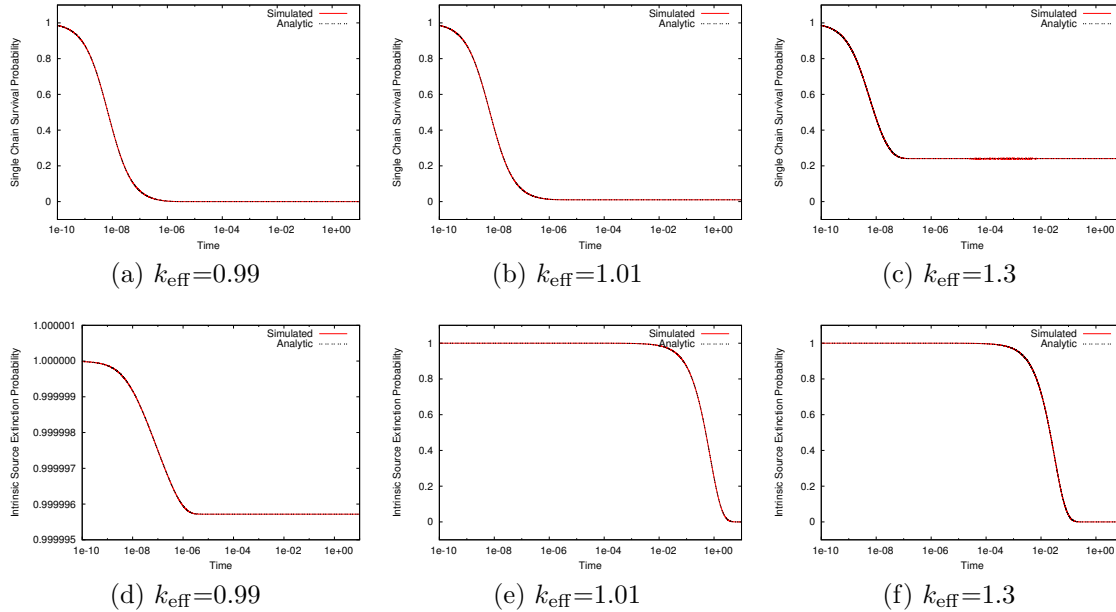 Single Chain Survival Probability
1
0.8
0.6
0.4
0.2
0
Simulated
Analytic
1e-10 1e-08 1e-06 1e-04 1e-02 1e+00
Time
(a) k_eff=0.99
Single Chain Survival Probability
1
0.8
0.6
0.4
0.2
0
Simulated
Analytic
1e-10 1e-08 1e-06 1e-04 1e-02 1e+00
Time
(b) k_eff=1.01
Single Chain Survival Probability
1
0.8
0.6
0.4
0.2
0
Simulated
Analytic
1e-10 1e-08 1e-06 1e-04 1e-02 1e+00
Time
(c) k_eff=1.3
Intrinsic Source Extinction Probability
1.000001
1.000000
0.999999
0.999998
0.999997
0.999996
0.999995
Simulated
Analytic
1e-10 1e-08 1e-06 1e-04 1e-02 1e+00
Time
(d) k_eff=0.99
Intrinsic Source Extinction Probability
1
0.8
0.6
0.4
0.2
0
Simulated
Analytic
1e-10 1e-08 1e-06 1e-04 1e-02 1e+00
Time
(e) k_eff=1.01
Intrinsic Source Extinction Probability
1
0.8
0.6
0.4
0.2
0
Simulated
Analytic
1e-10 1e-08 1e-06 1e-04 1e-02 1e+00
Time
(f) k_eff=1.3